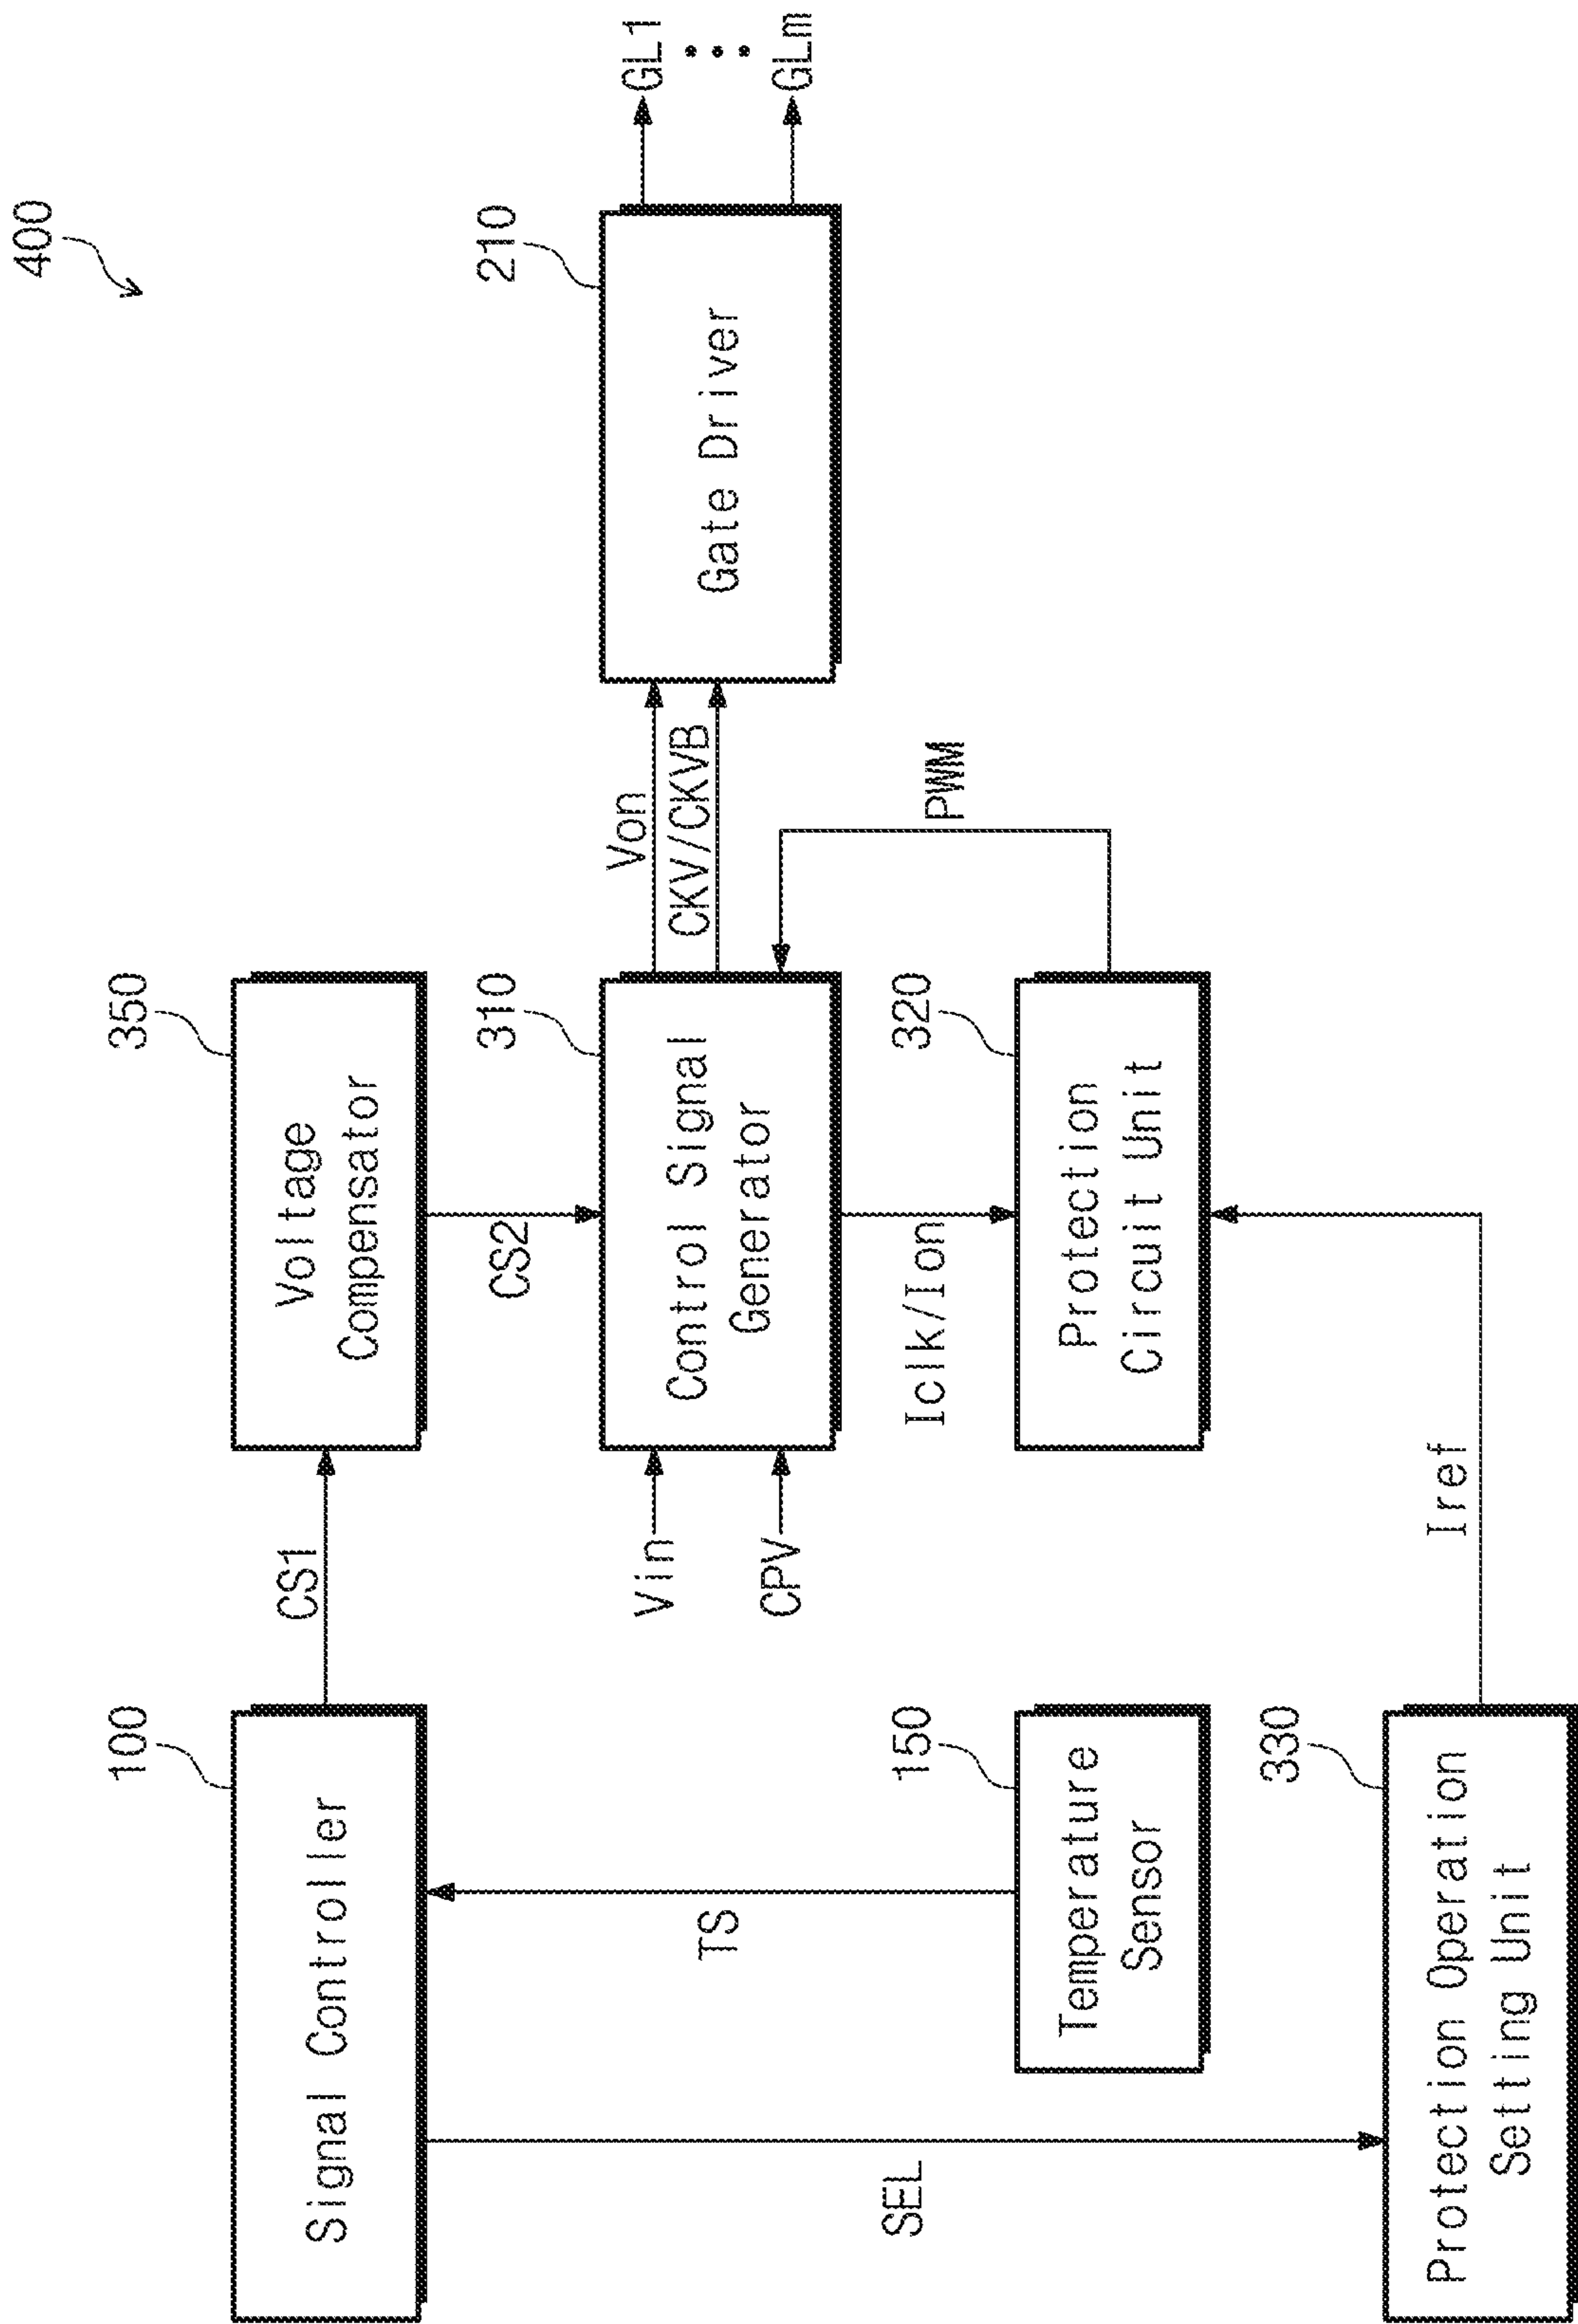 400
100
Signal Controller
CS1
350
Voltage
Compensator
CS2
210
Gate Driver
GL1
GLm
310
Control Signal
Generator
Vin
CPV
Von
CKV/CKVB
PWM
TS
Iclk/Ion
150
Temperature
Sensor
320
Protection
Circuit Unit
SEL
330
Protection Operation
Setting Unit
Iref